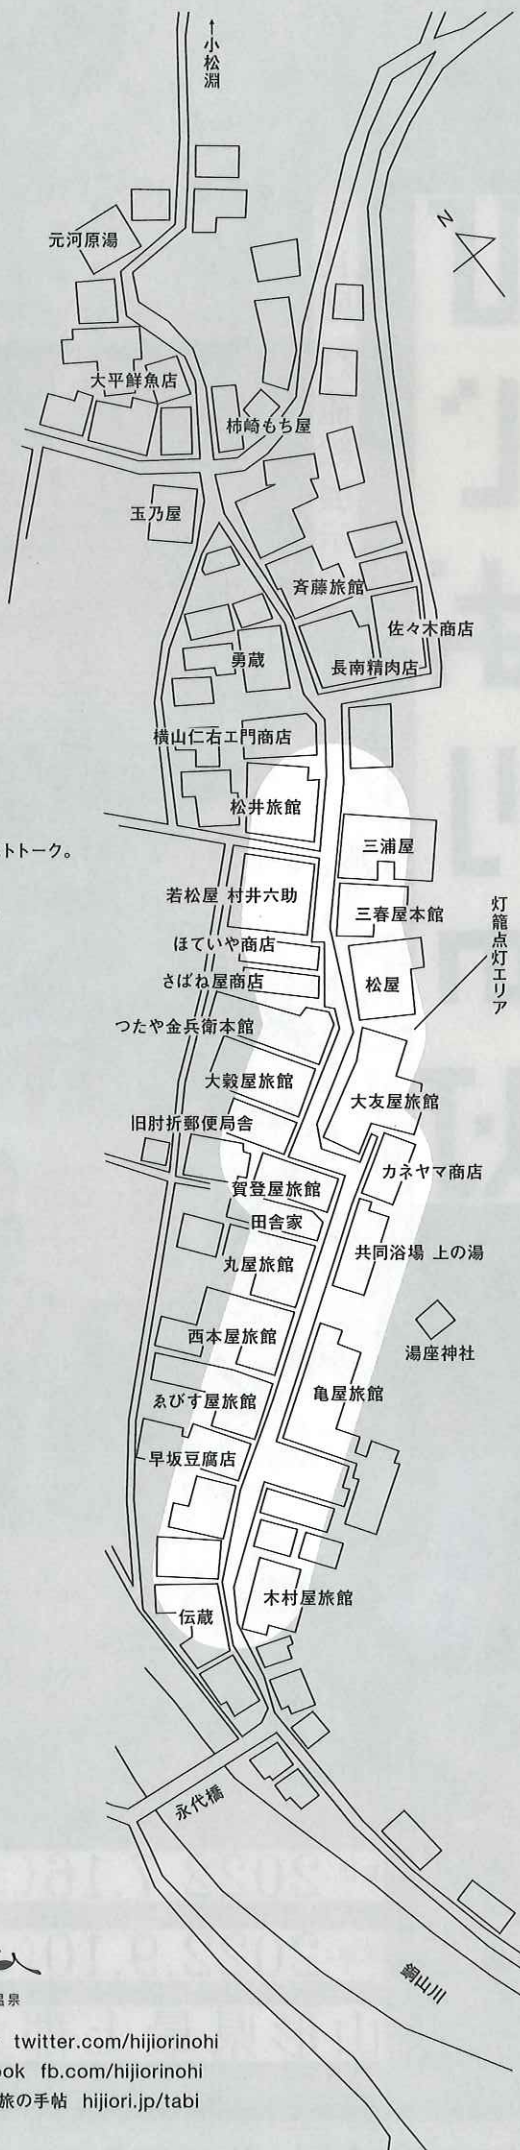 ↑小松淵
N
元河原湯
大平鮮魚店
柿崎もち屋
玉乃屋
斉藤旅館
佐々木商店
勇蔵
長南精肉店
横山仁右エ門商店
松井旅館
トトーク。
三浦屋
若松屋 村井六助
三春屋本館
灯籠点灯エリア
ほていや商店
さばね屋商店
松屋
つたや金兵衛本館
大穀屋旅館
大友屋旅館
旧肘折郵便局舎
カネヤマ商店
賀登屋旅館
田舎家
共同浴場 上の湯
丸屋旅館
西本屋旅館
湯座神社
亀屋旅館
ゑびす屋旅館
早坂豆腐店
木村屋旅館
伝蔵
永代橋
銅山川
温泉
twitter.com/hijiorinohi
ook fb.com/hijiorinohi
旅の手帖 hijiori.jp/tabi